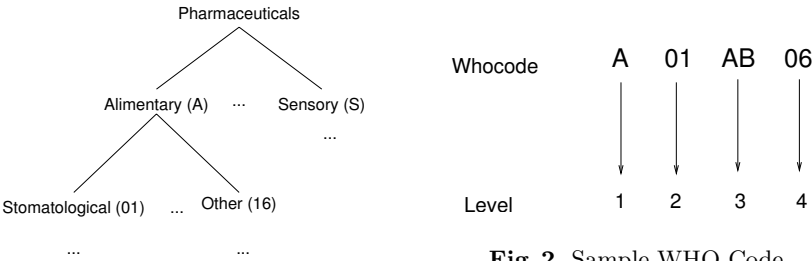 Pharmaceuticals
Alimentary (A) ... Sensory (S)
...
Stomatological (01) ... Other (16)
... ...
Whocode A 01 AB 06
Level 1 2 3 4
Fig. 2. Sample WHO Code